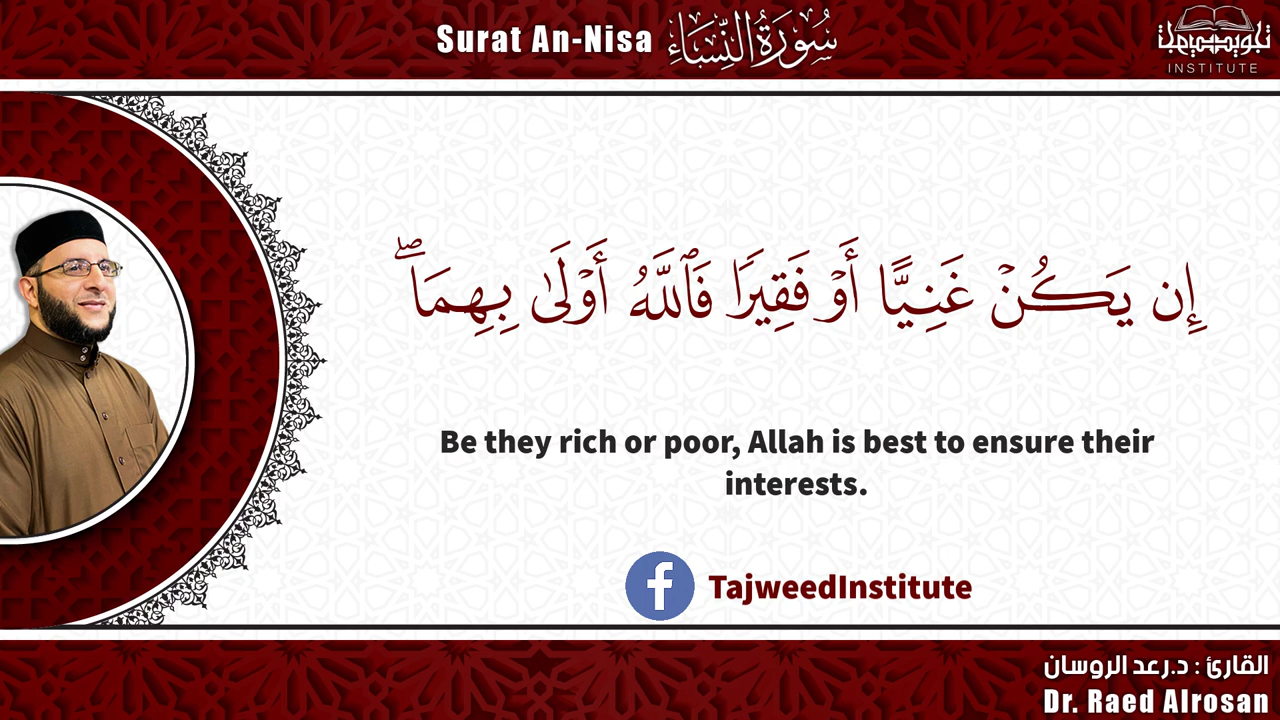 Surat An-Nisa سُورَةُ النِّسَاءِ
تجويد
INSTITUTE
إِن يَكُنۡ غَنِيًّا أَوۡ فَقِيرٗا فَٱللَّهُ أَوۡلَىٰ بِهِمَاۖ
Be they rich or poor, Allah is best to ensure their
interests.
f TajweedInstitute
القارئ : د.رعد الروسان
Dr. Raed Alrosan